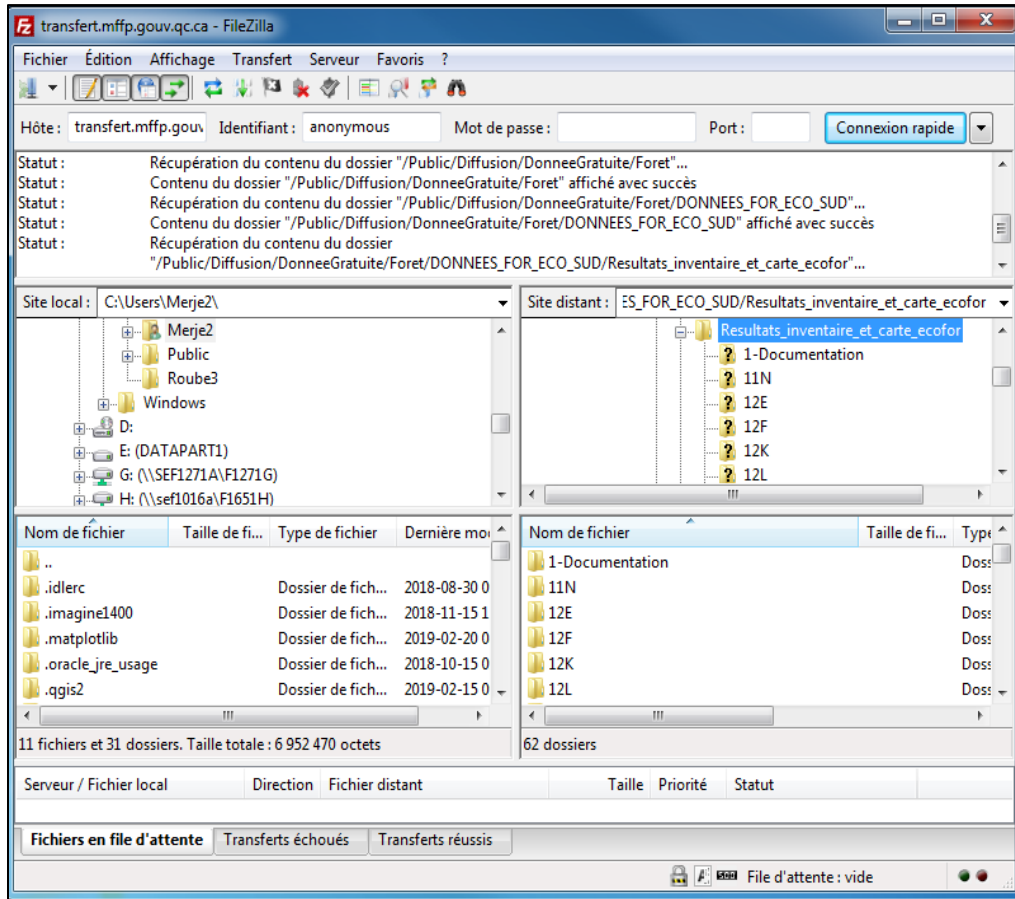 transfert.mffp.gouv.qc.ca - FileZilla
Fichier Édition Affichage Transfert Serveur Favoris ?
Hôte : transfert.mffp.gouv Identifiant : anonymous Mot de passe : Port : Connexion rapide
Statut : Récupération du contenu du dossier "/Public/Diffusion/DonneeGratuite/Foret"...
Statut : Contenu du dossier "/Public/Diffusion/DonneeGratuite/Foret" affiché avec succès
Statut : Récupération du contenu du dossier "/Public/Diffusion/DonneeGratuite/Foret/DONNEES_FOR_ECO_SUD"...
Statut : Contenu du dossier "/Public/Diffusion/DonneeGratuite/Foret/DONNEES_FOR_ECO_SUD" affiché avec succès
Statut : Récupération du contenu du dossier
"/Public/Diffusion/DonneeGratuite/Foret/DONNEES_FOR_ECO_SUD/Resultats_inventaire_et_carte_ecofor"...
Site local : C:\Users\Merje2\
Merje2
Public
Roube3
Windows
D:
E: (DATAPART1)
G: (\\SEF1271A\F1271G)
H: (\\sef1016a\F1651H)
Site distant : ES_FOR_ECO_SUD/Resultats_inventaire_et_carte_ecofor
Resultats_inventaire_et_carte_ecofor
1-Documentation
11N
12E
12F
12K
12L
Nom de fichier Taille de fi... Type de fichier Dernière mo
..
.idlerc Dossier de fich... 2018-08-30 0
.imagine1400 Dossier de fich... 2018-11-15 1
.matplotlib Dossier de fich... 2019-02-20 0
.oracle_jre_usage Dossier de fich... 2018-10-15 0
.qgis2 Dossier de fich... 2019-02-15 0
11 fichiers et 31 dossiers. Taille totale : 6 952 470 octets
Nom de fichier Taille de fi... Type
1-Documentation Doss
11N Doss
12E Doss
12F Doss
12K Doss
12L Doss
62 dossiers
Serveur / Fichier local Direction Fichier distant Taille Priorité Statut
Fichiers en file d'attente Transferts échoués Transferts réussis
File d'attente : vide